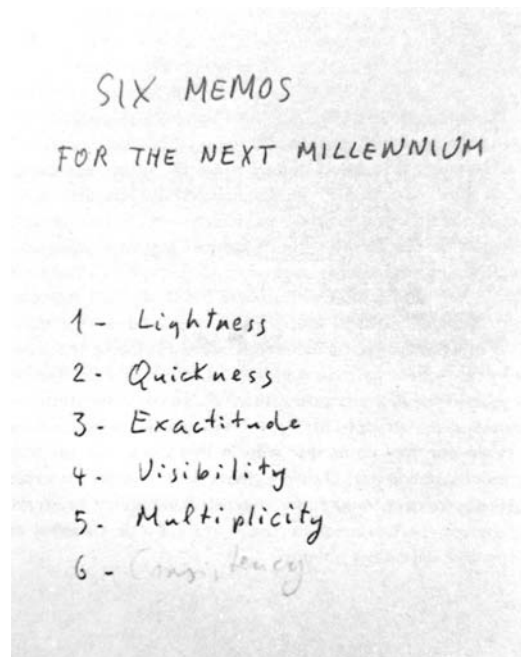 SIX MEMOS
FOR THE NEXT MILLENNIUM
1 - Lightness
2 - Quickness
3 - Exactitude
4 - Visibility
5 - Multiplicity
6 - Consistency